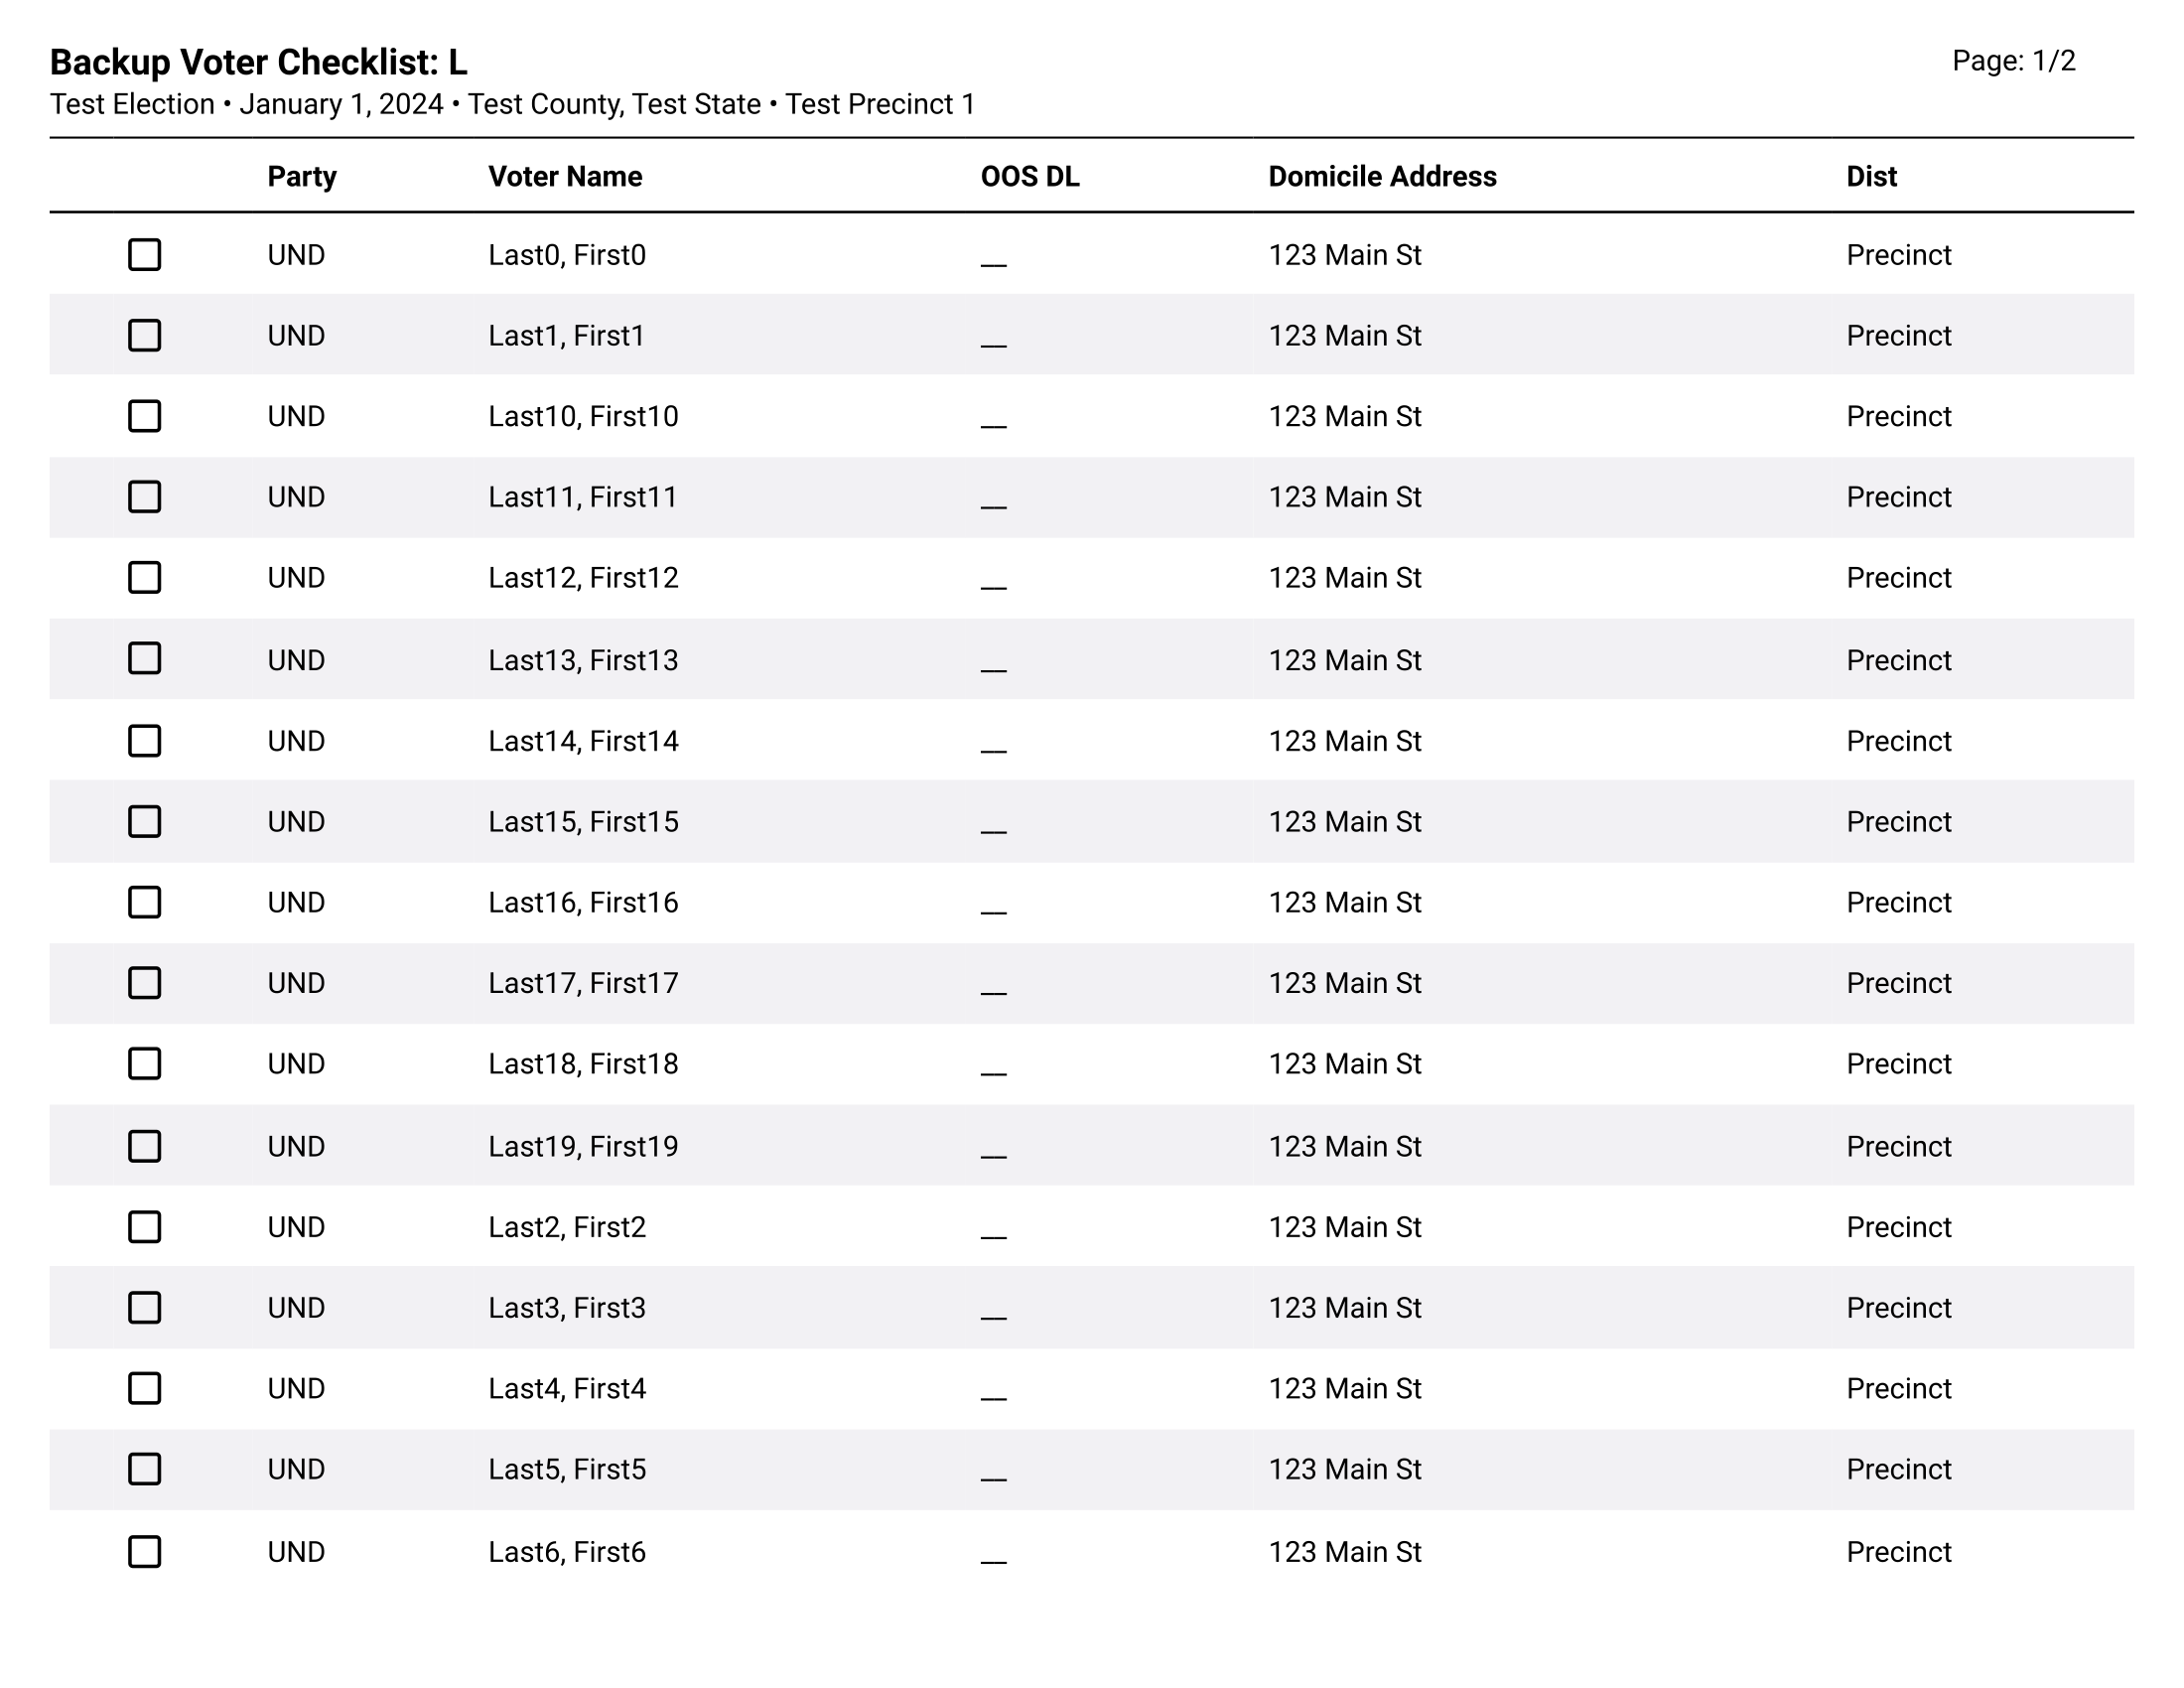 Backup Voter Checklist: L
Page: 1/2
Test Election • January 1, 2024 • Test County, Test State • Test Precinct 1
Party Voter Name OOS DL Domicile Address Dist
UND Last0, First0 __ 123 Main St Precinct
UND Last1, First1 __ 123 Main St Precinct
UND Last10, First10 __ 123 Main St Precinct
UND Last11, First11 __ 123 Main St Precinct
UND Last12, First12 __ 123 Main St Precinct
UND Last13, First13 __ 123 Main St Precinct
UND Last14, First14 __ 123 Main St Precinct
UND Last15, First15 __ 123 Main St Precinct
UND Last16, First16 __ 123 Main St Precinct
UND Last17, First17 __ 123 Main St Precinct
UND Last18, First18 __ 123 Main St Precinct
UND Last19, First19 __ 123 Main St Precinct
UND Last2, First2 __ 123 Main St Precinct
UND Last3, First3 __ 123 Main St Precinct
UND Last4, First4 __ 123 Main St Precinct
UND Last5, First5 __ 123 Main St Precinct
UND Last6, First6 __ 123 Main St Precinct